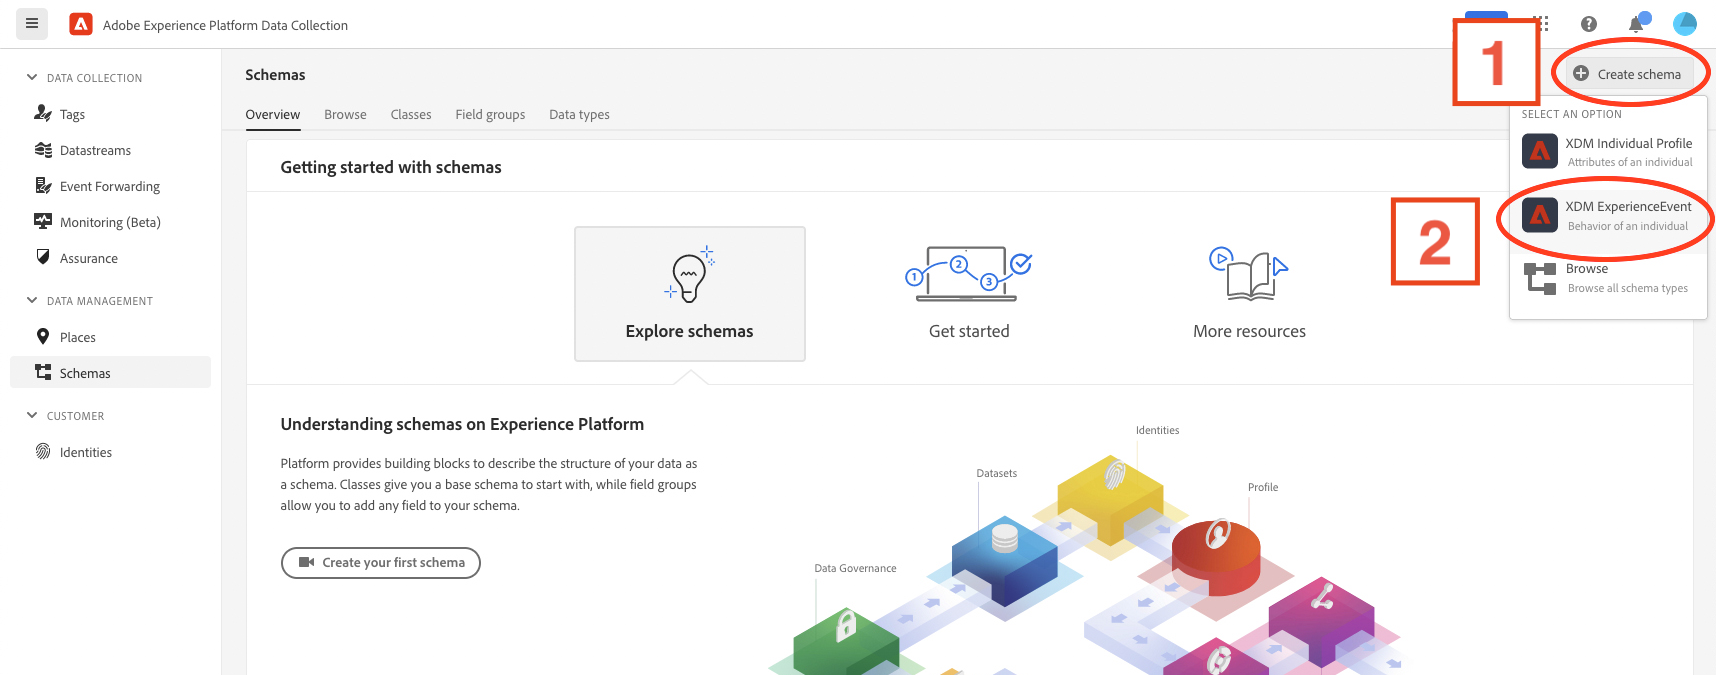 Adobe Experience Platform Data Collection
DATA COLLECTION
Tags
Datastreams
Event Forwarding
Monitoring (Beta)
Assurance
DATA MANAGEMENT
Places
Schemas
CUSTOMER
Identities
Schemas
Overview Browse Classes Field groups Data types
1
Create schema
SELECT AN OPTION
XDM Individual Profile
Attributes of an individual
2
XDM ExperienceEvent
Behavior of an individual
Browse
Browse all schema types
Getting started with schemas
1 2 3
Explore schemas
Get started
More resources
Understanding schemas on Experience Platform
Platform provides building blocks to describe the structure of your data as
a schema. Classes give you a base schema to start with, while field groups
allow you to add any field to your schema.
Create your first schema
Identities
Datasets
Profile
Data Governance